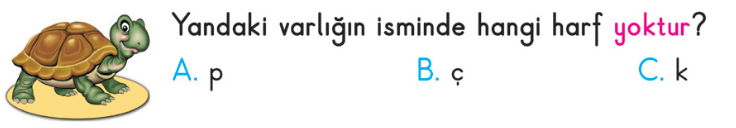 Yandaki varlığın isminde hangi harf yoktur?
A. p B. ç C. k